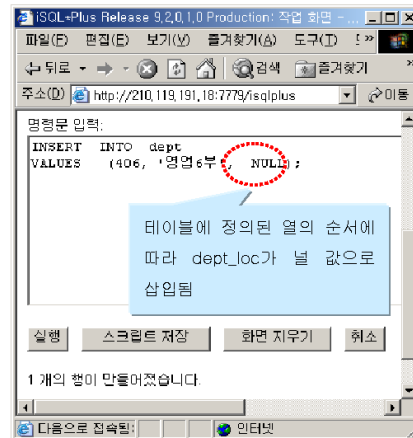 iSQL*Plus Release 9,2,0,1,0 Production: 작업 화면 - ...
파일(F) 편집(E) 보기(V) 즐겨찾기(A) 도구(T)
뒤로 검색 즐겨찾기
주소(D) http://210,119,191,18:7779/isqlplus 이동
명령문 입력:
INSERT INTO dept
VALUES (406, '영업6부', NULL);
테이블에 정의된 열의 순서에
따라 dept_loc가 널 값으로
삽입됨
실행 스크립트 저장 화면 지우기 취소
1 개의 행이 만들어졌습니다.
다음으로 접속됨: 인터넷